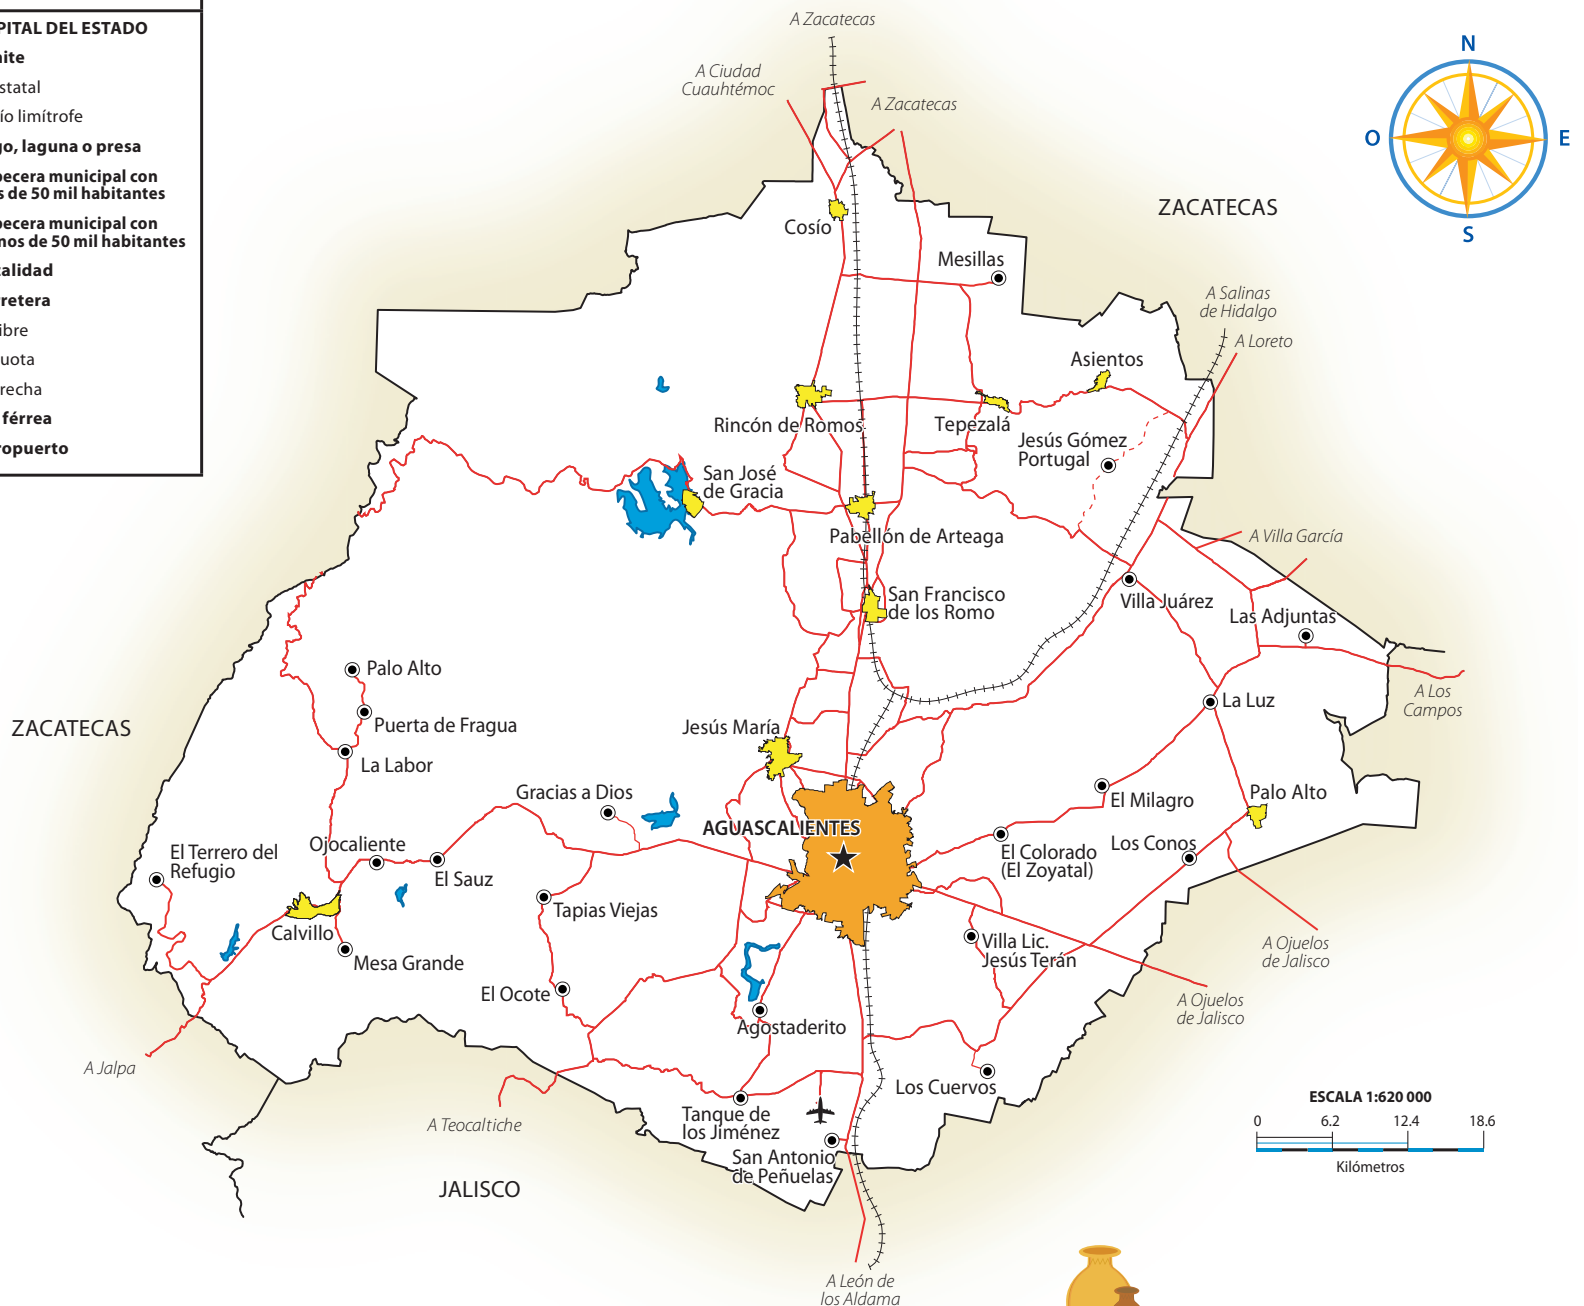 PITAL DEL ESTADO
ite
statal
ío limítrofe
go, laguna o presa
becera municipal con
s de 50 mil habitantes
becera municipal con
nos de 50 mil habitantes
calidad
rretera
ibre
uota
recha
férrea
ropuerto
A Zacatecas
A Ciudad
Cuauhtémoc
A Zacatecas
N
O
E
S
ZACATECAS
Cosío
Mesillas
A Salinas
de Hidalgo
A Loreto
Asientos
Rincón de Romos
Tepezalá
Jesús Gómez
Portugal
San José
de Gracia
Pabellón de Arteaga
A Villa García
San Francisco
de los Romo
Villa Juárez
Las Adjuntas
Palo Alto
A Los
Campos
La Luz
Puerta de Fragua
ZACATECAS
Jesús María
La Labor
Gracias a Dios
El Milagro
Palo Alto
AGUASCALIENTES
Ojocaliente
El Terrero del
Refugio
El Colorado
(El Zoyatal)
Los Conos
El Sauz
Tapias Viejas
Calvillo
Mesa Grande
Villa Lic.
Jesús Terán
A Ojuelos
de Jalisco
El Ocote
A Ojuelos
de Jalisco
Agostaderito
A Jalpa
Los Cuervos
ESCALA 1:620 000
0 6.2 12.4 18.6
Kilómetros
A Teocaltiche
Tanque de
los Jiménez
San Antonio
de Peñuelas
JALISCO
A León de
los Aldama